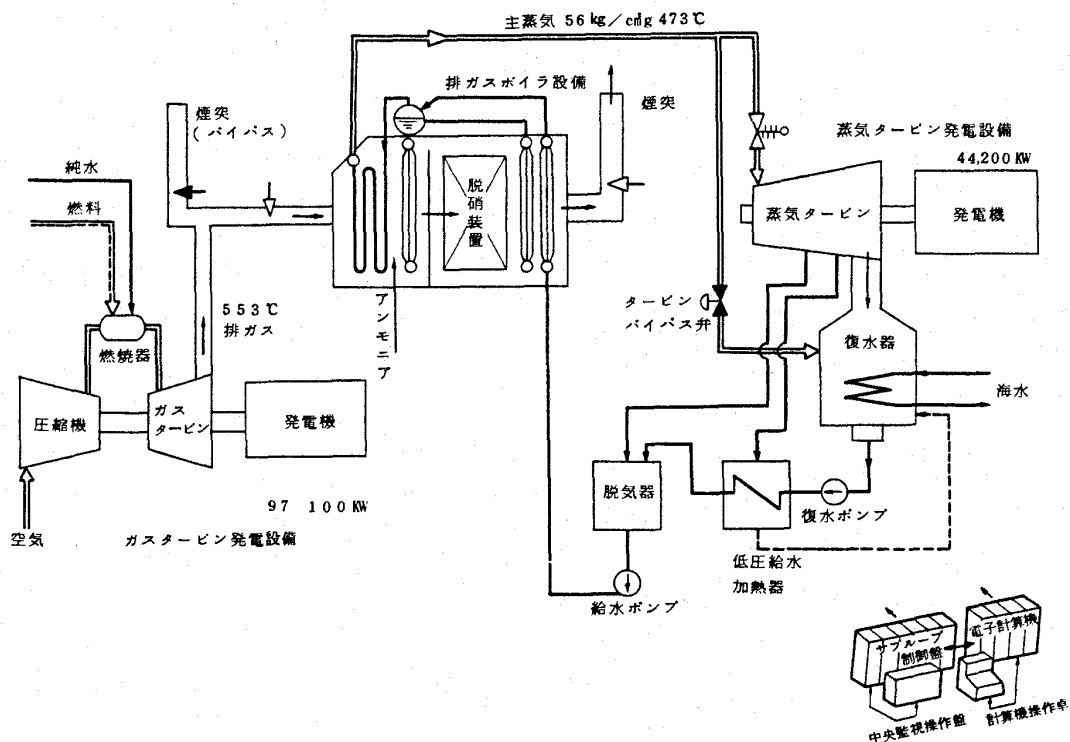 主蒸気 56kg/c㎡g 473℃
排ガスボイラ設備
煙突
(バイパス)
煙突
純水
燃料
脱硝装置
蒸気タービン発電設備
44,200KW
蒸気タービン
発電機
553℃
排ガス
アンモニア
タービン
バイパス弁
復水器
海水
燃焼器
圧縮機
ガス
タービン
発電機
97 100KW
空気
ガスタービン発電設備
脱気器
復水ポンプ
低圧給水
加熱器
給水ポンプ
サブループ
制御盤
電子計算機
中央監視操作盤
計算機操作卓